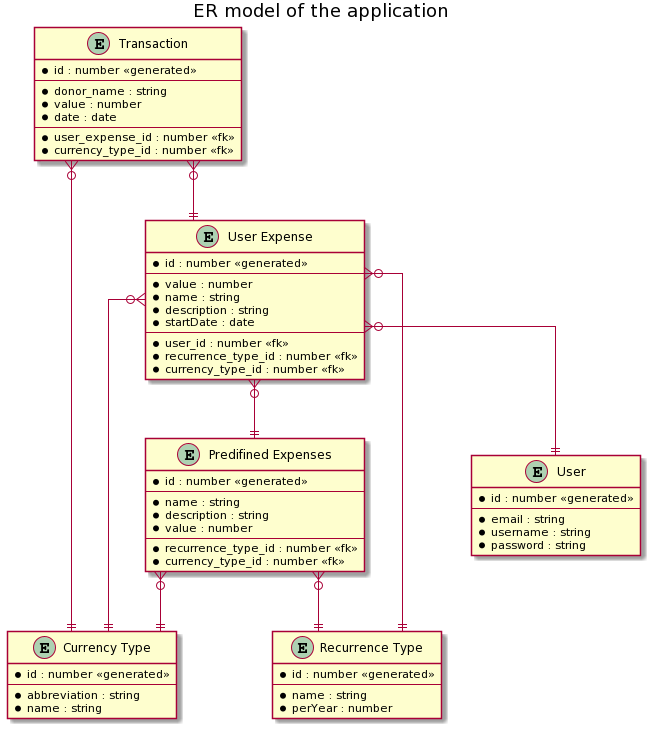 ER model of the application
E Transaction
id : number «generated»
donor_name : string
value : number
date : date
user_expense_id : number «fk»
currency_type_id : number «fk»
E User Expense
id : number «generated»
value : number
name : string
description : string
startDate : date
user_id : number «fk»
recurrence_type_id : number «fk»
currency_type_id : number «fk»
E Predifined Expenses
id : number «generated»
name : string
description : string
value : number
recurrence_type_id : number «fk»
currency_type_id : number «fk»
E User
id : number «generated»
email : string
username : string
password : string
E Currency Type
id : number «generated»
abbreviation : string
name : string
E Recurrence Type
id : number «generated»
name : string
perYear : number